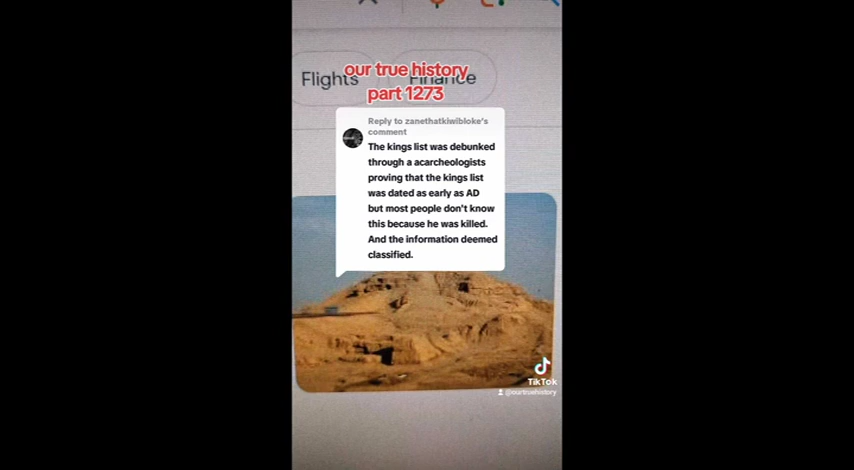 Flights
Finance
our true history
part 1273
Reply to zanethatkiwibloke's
comment
The kings list was debunked
through a acarcheologists
proving that the kings list
was dated as early as AD
but most people don't know
this because he was killed.
And the information deemed
classified.
TikTok
@ourtruehistory